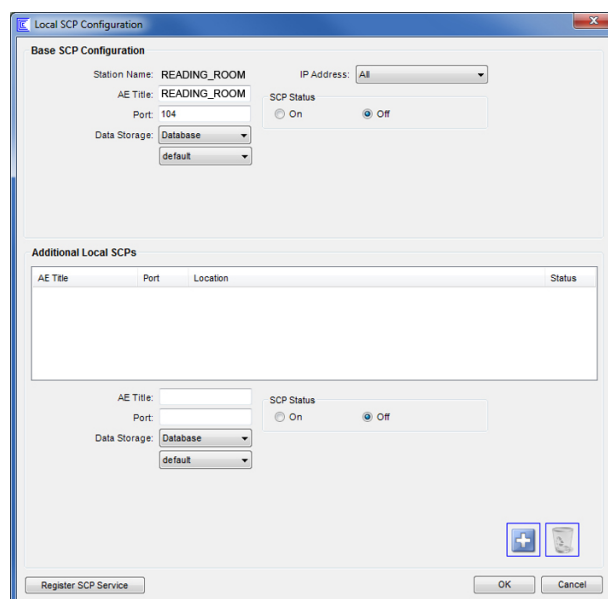 Local SCP Configuration
Base SCP Configuration
Station Name: READING_ROOM IP Address: All
AE Title: READING_ROOM SCP Status
Port: 104 On Off
Data Storage: Database
default
Additional Local SCPs
AE Title Port Location Status
AE Title: SCP Status
Port: On Off
Data Storage: Database
default
Register SCP Service OK Cancel